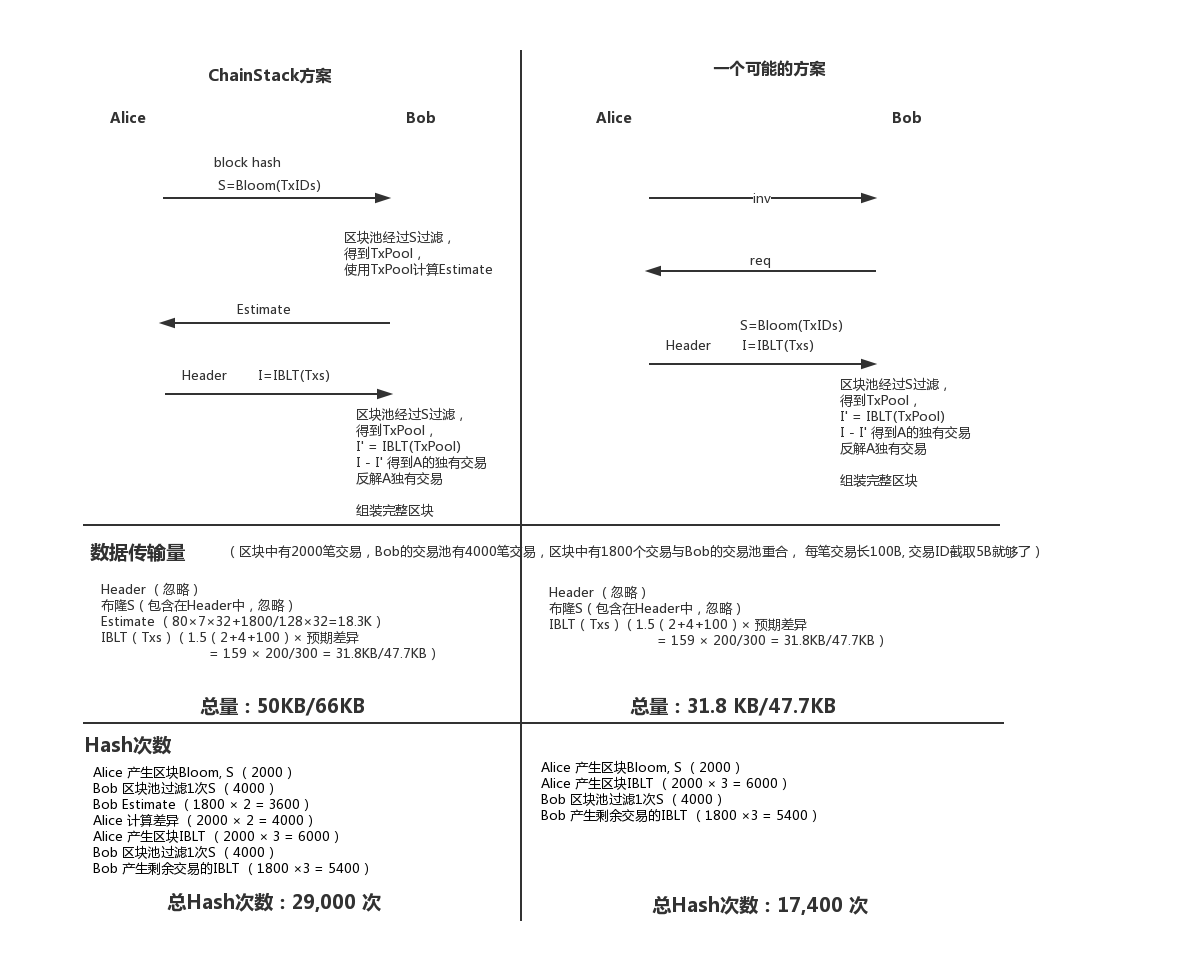 ChainStack方案
Alice
Bob
block hash
S=Bloom(TxIDs)
区块池经过S过滤，
得到TxPool，
使用TxPool计算Estimate
Estimate
Header I=IBLT(Txs)
区块池经过S过滤，
得到TxPool，
I' = IBLT(TxPool)
I - I' 得到A的独有交易
反解A独有交易
组装完整区块
一个可能的方案
Alice
Bob
inv
req
S=Bloom(TxIDs)
Header I=IBLT(Txs)
区块池经过S过滤，
得到TxPool，
I' = IBLT(TxPool)
I - I' 得到A的独有交易
反解A独有交易
组装完整区块
数据传输量 （区块中有2000笔交易，Bob的交易池有4000笔交易，区块中有1800个交易与Bob的交易池重合， 每笔交易长100B, 交易ID截取5B就够了）
Header （忽略）
布隆S（包含在Header中，忽略）
Estimate （80×7×32+1800/128×32=18.3K）
IBLT（Txs）（1.5（2+4+100）× 预期差异
= 159 × 200/300 = 31.8KB/47.7KB）
总量：50KB/66KB
Header （忽略）
布隆S（包含在Header中，忽略）
IBLT（Txs）（1.5（2+4+100）× 预期差异
= 159 × 200/300 = 31.8KB/47.7KB）
总量：31.8 KB/47.7KB
Hash次数
Alice 产生区块Bloom, S （2000）
Bob 区块池过滤1次S （4000）
Bob Estimate （1800 × 2 = 3600）
Alice 计算差异 （2000 × 2 = 4000）
Alice 产生区块IBLT （2000 × 3 = 6000）
Bob 区块池过滤1次S （4000）
Bob 产生剩余交易的IBLT （1800 ×3 = 5400）
总Hash次数：29,000 次
Alice 产生区块Bloom, S （2000）
Alice 产生区块IBLT （2000 × 3 = 6000）
Bob 区块池过滤1次S （4000）
Bob 产生剩余交易的IBLT （1800 ×3 = 5400）
总Hash次数：17,400 次